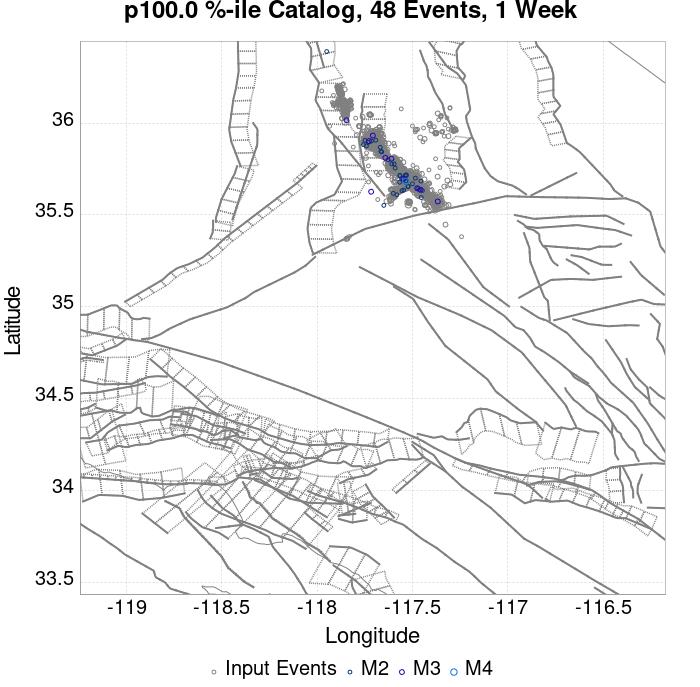 p100.0 %-ile Catalog, 48 Events, 1 Week
Latitude
36
35.5
35
34.5
34
33.5
-119
-118.5
-118
-117.5
-117
-116.5
Longitude
Input Events
M2
M3
M4